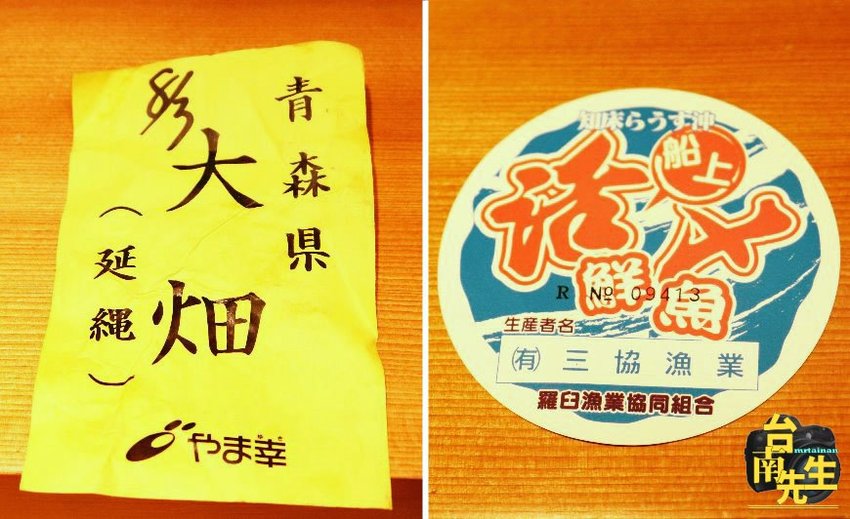 青森県
大畑
（延縄）
やま幸
知床らうす沖
船上
活〆
鮮魚
R No 09413
生産者名
㈲三協漁業
羅臼漁業協同組合
台南先生
mrtainan